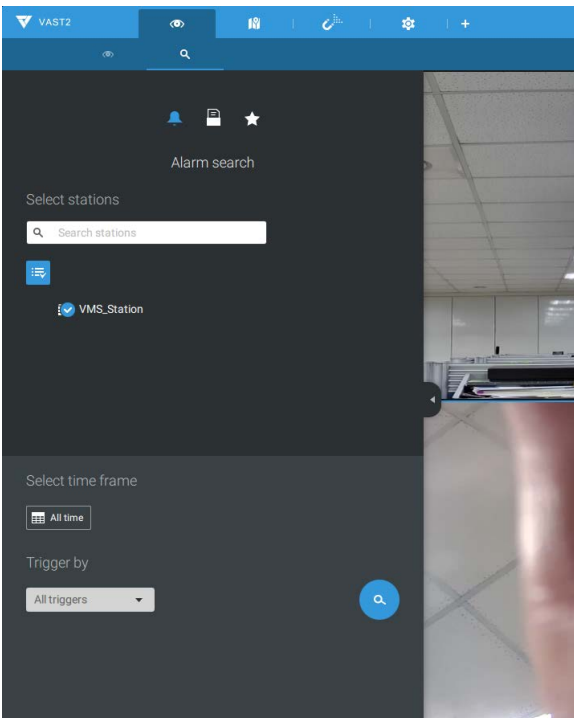 VAST2
Alarm search
Select stations
Search stations
VMS_Station
Select time frame
All time
Trigger by
All triggers